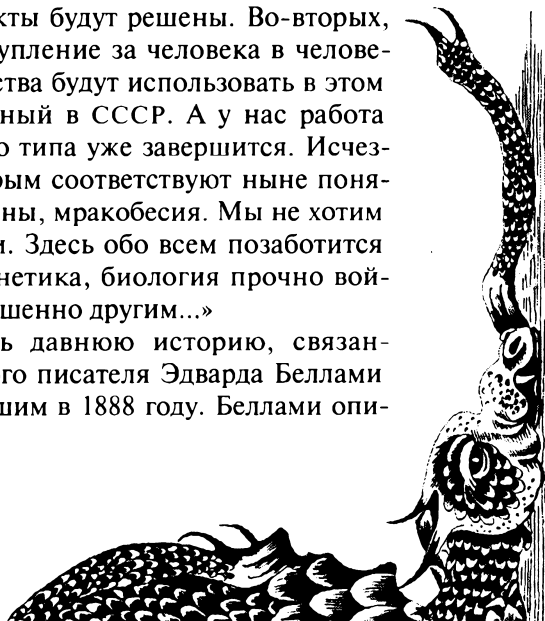 кты будут решены. Во-вторых,
упление за человека в челове-
ства будут использовать в этом
ный в СССР. А у нас работа
о типа уже завершится. Исчез-
рым соответствуют ныне поня-
ны, мракобесия. Мы не хотим
и. Здесь обо всем позаботится
нетика, биология прочно вой-
шенно другим...»
ь давнюю историю, связан-
ого писателя Эдварда Беллами
шим в 1888 году. Беллами опи-